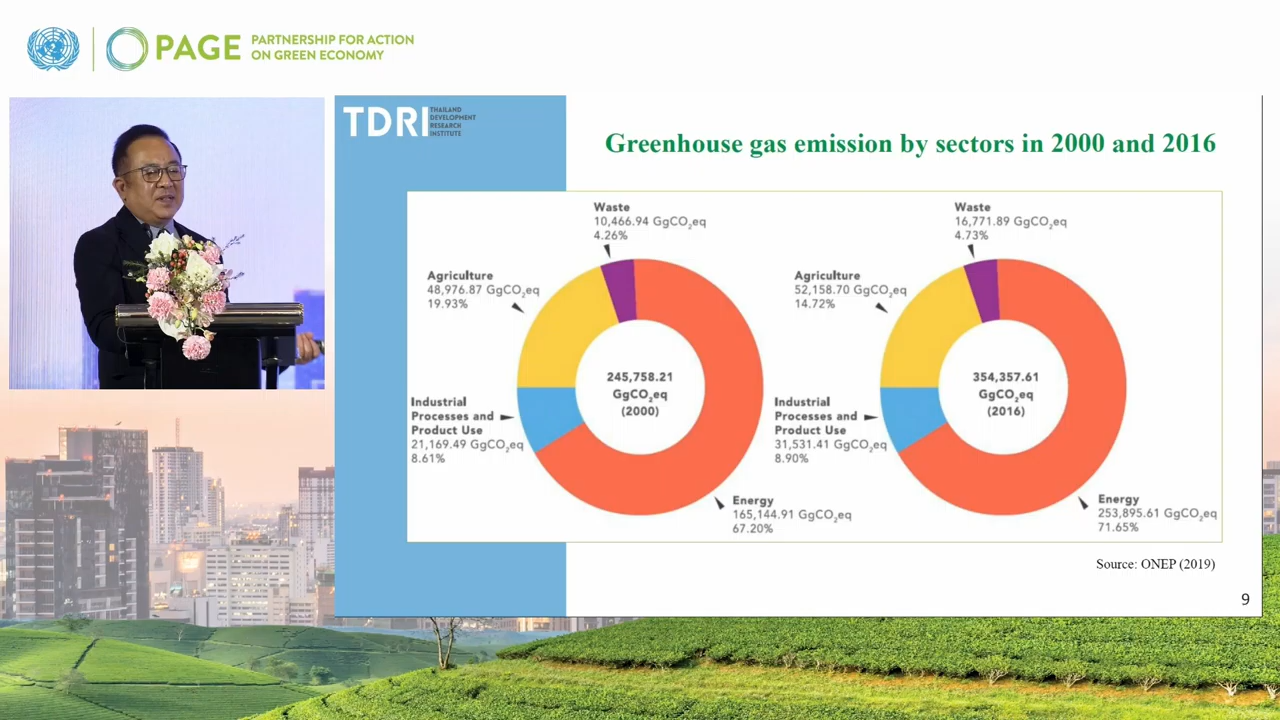 PAGE
PARTNERSHIP FOR ACTION
ON GREEN ECONOMY
TDRI
THAILAND
DEVELOPMENT
RESEARCH
INSTITUTE
Greenhouse gas emission by sectors in 2000 and 2016
Waste
10,466.94 GgCO₂eq
4.26%
Agriculture
48,976.87 GgCO₂eq
19.93%
245,758.21
GgCO₂eq
(2000)
Industrial
Processes and
Product Use
21,169.49 GgCO₂eq
8.61%
Energy
165,144.91 GgCO₂eq
67.20%
Waste
16,771.89 GgCO₂eq
4.73%
Agriculture
52,158.70 GgCO₂eq
14.72%
354,357.61
GgCO₂eq
(2016)
Industrial
Processes and
Product Use
31,531.41 GgCO₂eq
8.90%
Energy
253,895.61 GgCO₂eq
71.65%
Source: ONEP (2019)
9